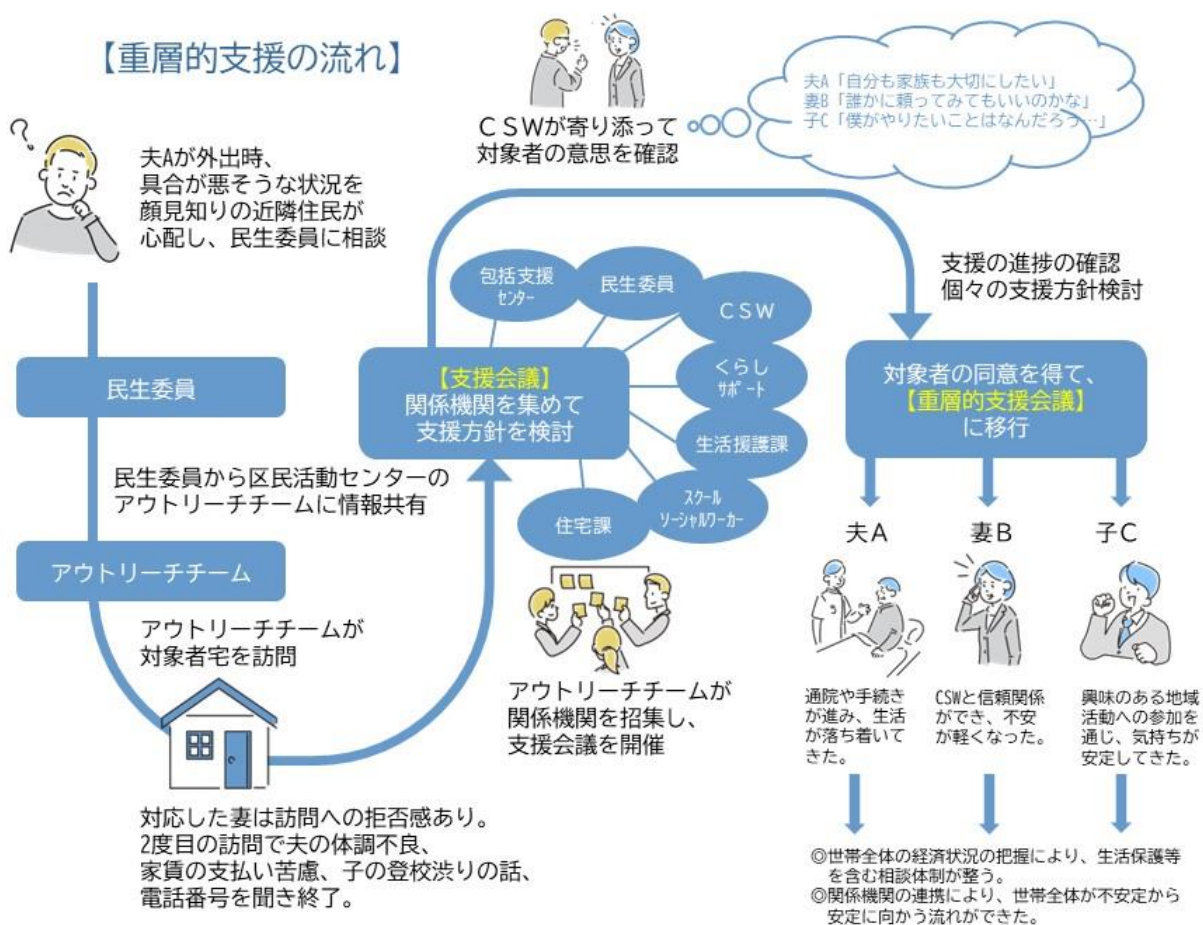 【重層的支援の流れ】
?
夫Aが外出時、
具合が悪そうな状況を
顔見知りの近隣住民が
心配し、民生委員に相談
民生委員
民生委員から区民活動センターの
アウトリーチチームに情報共有
アウトリーチチーム
アウトリーチチームが
対象者宅を訪問
対応した妻は訪問への拒否感あり。
2度目の訪問で夫の体調不良、
家賃の支払い苦慮、子の登校渋りの話、
電話番号を聞き終了。
【支援会議】
関係機関を集めて
支援方針を検討
包括支援
センター
民生委員
CSW
くらし
サポート
生活援護課
スクール
ソーシャルワーカー
住宅課
アウトリーチチームが
関係機関を招集し、
支援会議を開催
CSWが寄り添って
対象者の意思を確認
夫A「自分も家族も大切にしたい」
妻B「誰かに頼ってみてもいいのかな」
子C「僕がやりたいことはなんだろう…」
支援の進捗の確認
個々の支援方針検討
対象者の同意を得て、
【重層的支援会議】
に移行
夫A
通院や手続き
が進み、生活
が落ち着いて
きた。
妻B
CSWと信頼関係
ができ、不安
が軽くなった。
子C
興味のある地域
活動への参加を
通じ、気持ちが
安定してきた。
◎世帯全体の経済状況の把握により、生活保護等
を含む相談体制が整う。
◎関係機関の連携により、世帯全体が不安定から
安定に向かう流れができた。